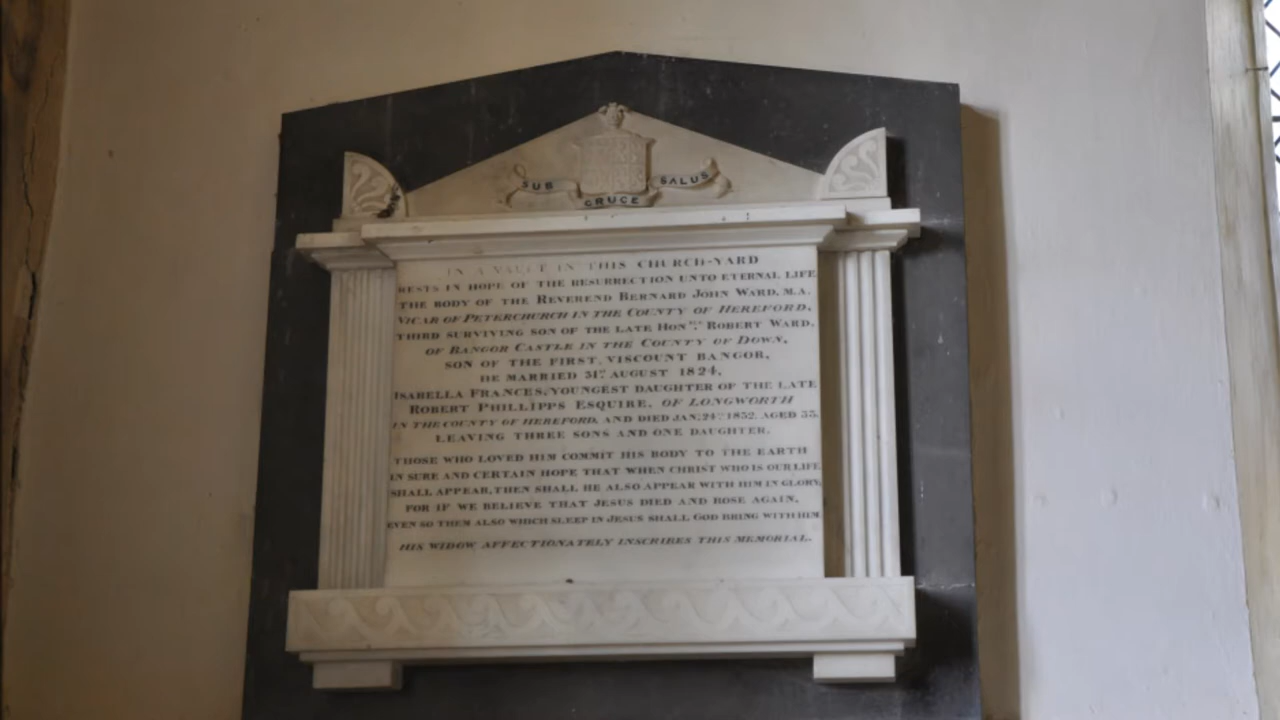 SUB CRUCE SALUS
IN A VAULT IN THIS CHURCH-YARD
RESTS IN HOPE OF THE RESURRECTION UNTO ETERNAL LIFE
THE BODY OF THE REVEREND BERNARD JOHN WARD, M.A.
VICAR OF PETERCHURCH IN THE COUNTY OF HEREFORD,
THIRD SURVIVING SON OF THE LATE HON.BLE ROBERT WARD,
OF BANGOR CASTLE IN THE COUNTY OF DOWN,
SON OF THE FIRST, VISCOUNT BANGOR,
HE MARRIED 31ST AUGUST 1824,
ISABELLA FRANCES, YOUNGEST DAUGHTER OF THE LATE
ROBERT PHILLIPPS ESQUIRE, OF LONGWORTH
IN THE COUNTY OF HEREFORD, AND DIED JAN. 24TH 1832, AGED 35,
LEAVING THREE SONS AND ONE DAUGHTER.
THOSE WHO LOVED HIM COMMIT HIS BODY TO THE EARTH
IN SURE AND CERTAIN HOPE THAT WHEN CHRIST WHO IS OUR LIFE
SHALL APPEAR, THEN SHALL HE ALSO APPEAR WITH HIM IN GLORY,
FOR IF WE BELIEVE THAT JESUS DIED AND ROSE AGAIN,
EVEN SO THEM ALSO WHICH SLEEP IN JESUS SHALL GOD BRING WITH HIM.
HIS WIDOW AFFECTIONATELY INSCRIBES THIS MEMORIAL.